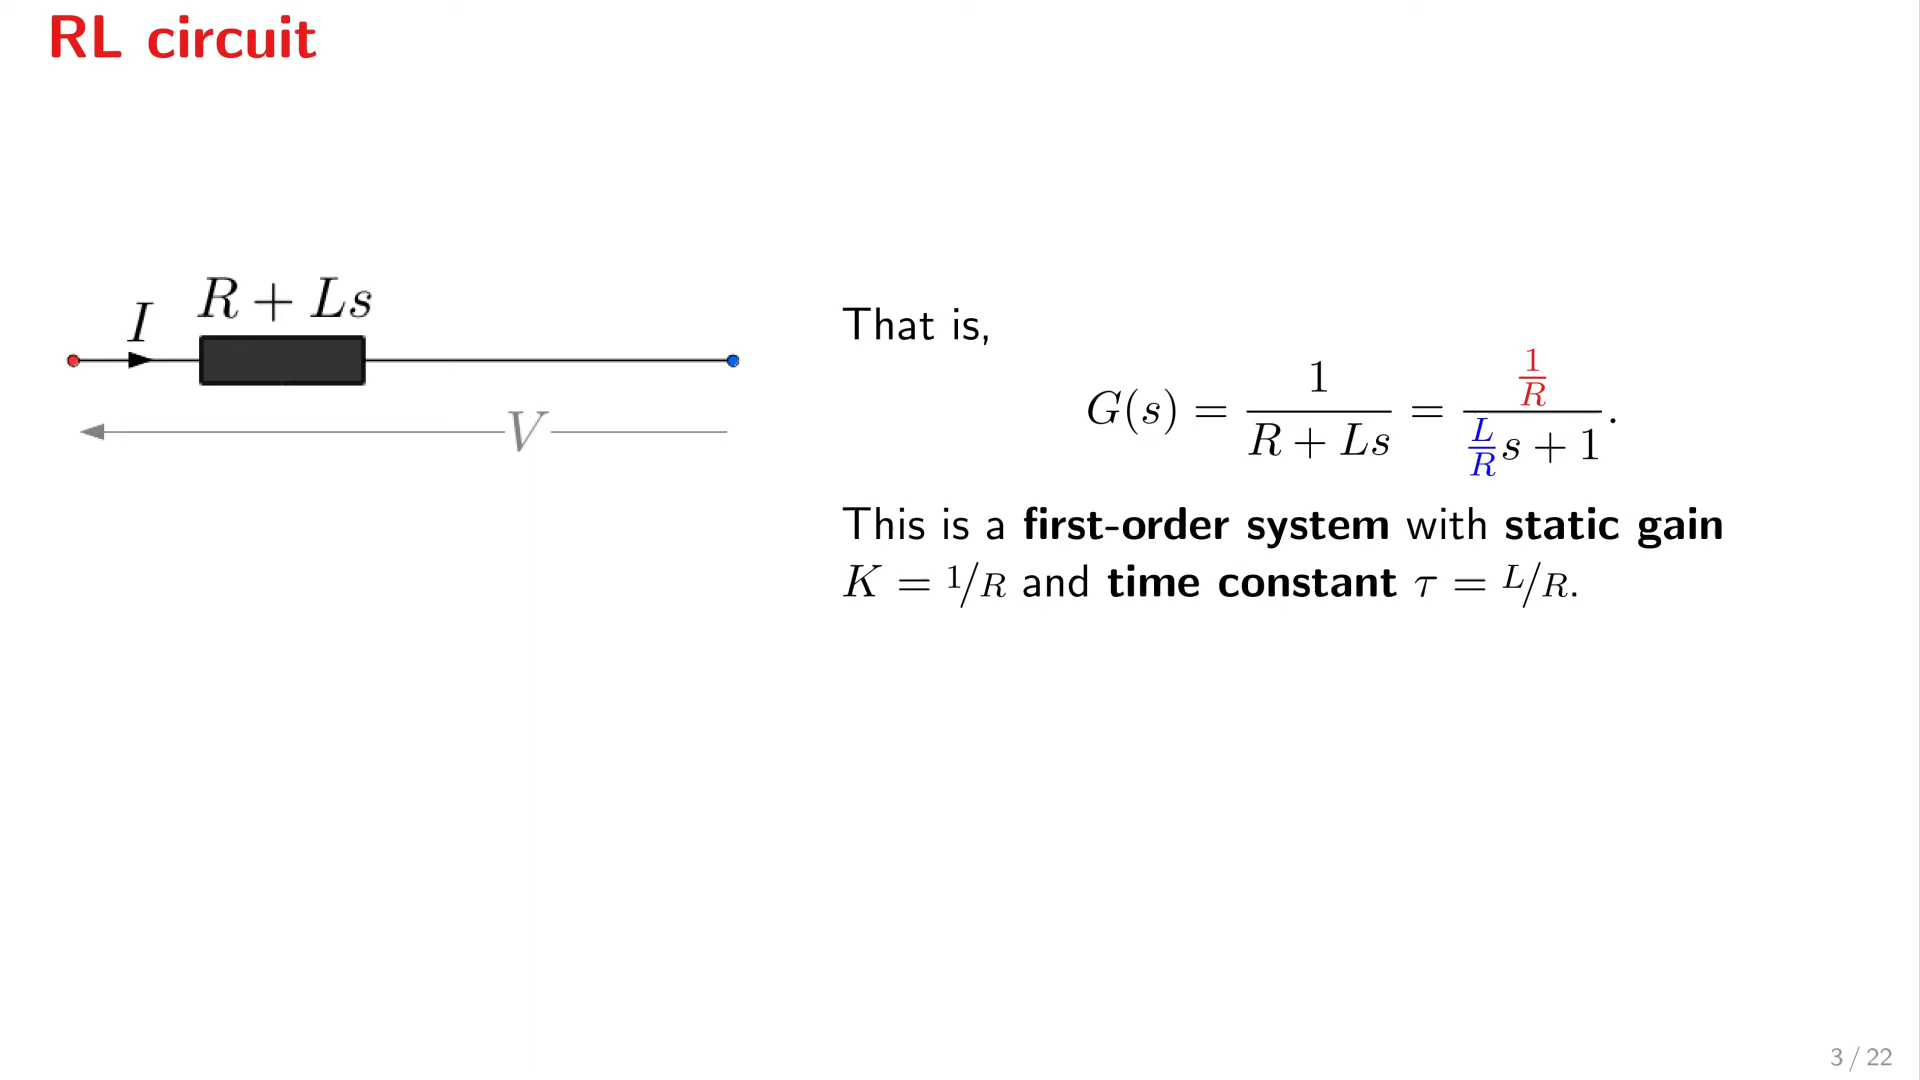 RL circuit
R + Ls
I
V
That is,
G(s) = 1/(R + Ls) = (1/R)/((L/R)s + 1).
This is a first-order system with static gain
K = 1/R and time constant τ = L/R.
3 / 22